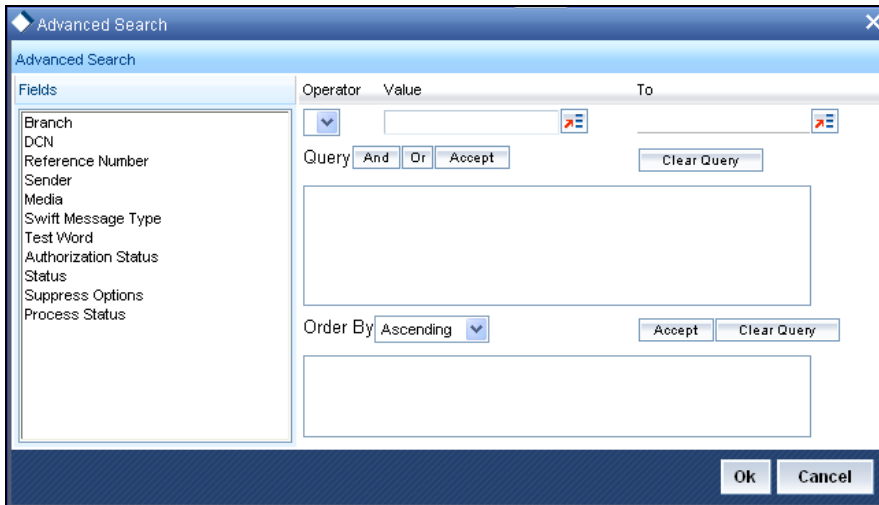 Advanced Search
Advanced Search
Fields
Operator Value To
Branch
DCN
Reference Number
Sender
Media
Swift Message Type
Test Word
Authorization Status
Status
Suppress Options
Process Status
Query And Or Accept Clear Query
Order By Ascending Accept Clear Query
Ok Cancel